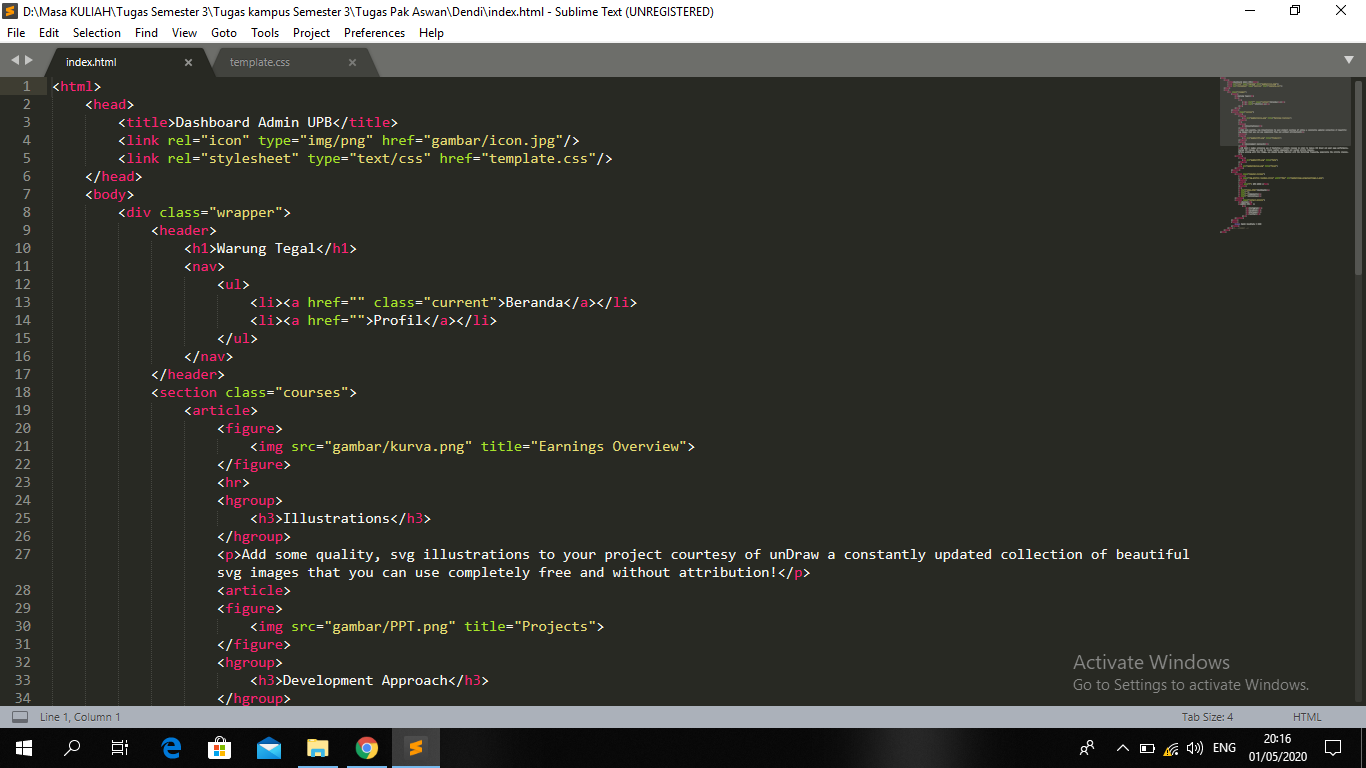 D:\Masa KULIAH\Tugas Semester 3\Tugas kampus Semester 3\Tugas Pak Aswan\Dendi\index.html - Sublime Text (UNREGISTERED)
File Edit Selection Find View Goto Tools Project Preferences Help
index.html template.css
1 <html>
2 <head>
3 <title>Dashboard Admin UPB</title>
4 <link rel="icon" type="img/png" href="gambar/icon.jpg"/>
5 <link rel="stylesheet" type="text/css" href="template.css"/>
6 </head>
7 <body>
8 <div class="wrapper">
9 <header>
10 <h1>Warung Tegal</h1>
11 <nav>
12 <ul>
13 <li><a href="" class="current">Beranda</a></li>
14 <li><a href="">Profil</a></li>
15 </ul>
16 </nav>
17 </header>
18 <section class="courses">
19 <article>
20 <figure>
21 <img src="gambar/kurva.png" title="Earnings Overview">
22 </figure>
23 <hr>
24 <hgroup>
25 <h3>Illustrations</h3>
26 </hgroup>
27 <p>Add some quality, svg illustrations to your project courtesy of unDraw a constantly updated collection of beautiful
svg images that you can use completely free and without attribution!</p>
28 <article>
29 <figure>
30 <img src="gambar/PPT.png" title="Projects">
31 </figure>
32 <hgroup>
33 <h3>Development Approach</h3>
34 </hgroup>
Activate Windows
Go to Settings to activate Windows.
Line 1, Column 1 Tab Size: 4 HTML
ENG 20:16
01/05/2020